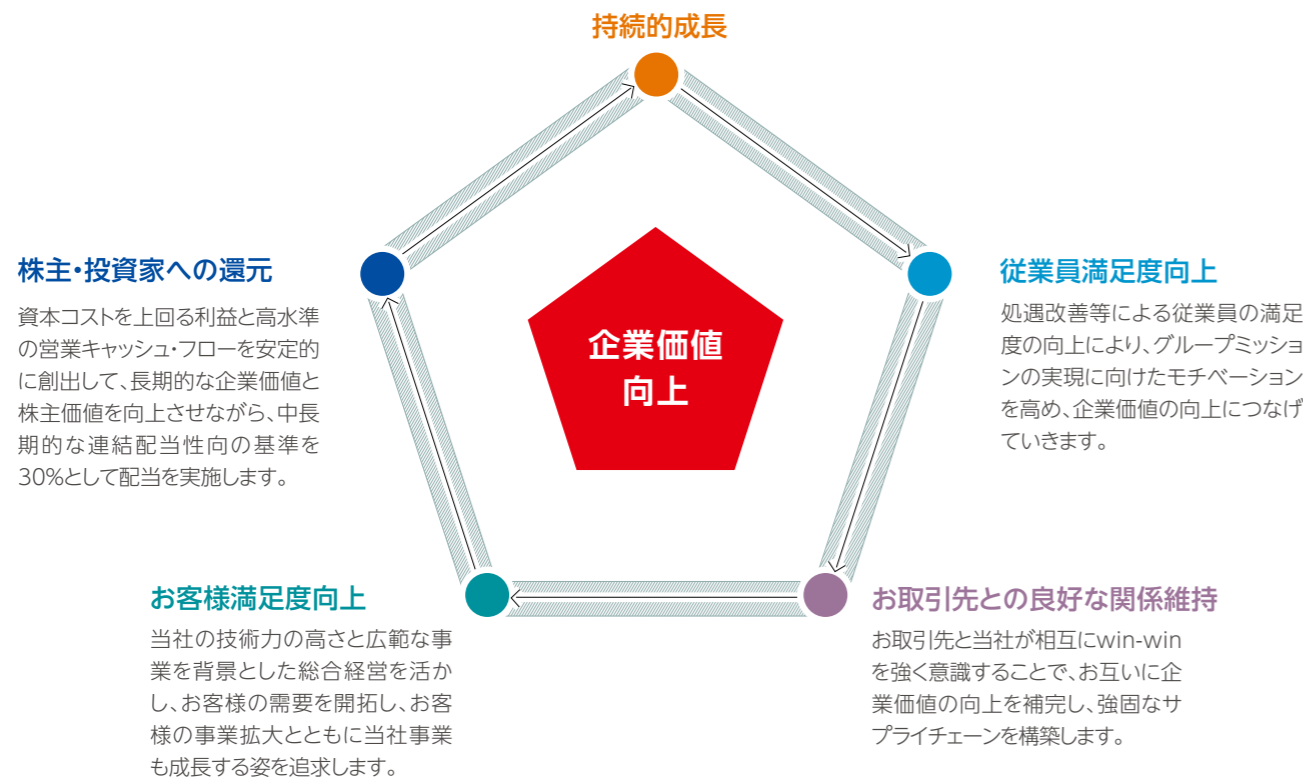 持続的成長
株主・投資家への還元
資本コストを上回る利益と高水準
の営業キャッシュ・フローを安定的
に創出して、長期的な企業価値と
株主価値を向上させながら、中長
期的な連結配当性向の基準を
30%として配当を実施します。
企業価値
向上
従業員満足度向上
処遇改善等による従業員の満足
度の向上により、グループミッショ
ンの実現に向けたモチベーション
を高め、企業価値の向上につなげ
ていきます。
お客様満足度向上
当社の技術力の高さと広範な事
業を背景とした総合経営を活か
し、お客様の需要を開拓し、お客
様の事業拡大とともに当社事業
も成長する姿を追求します。
お取引先との良好な関係維持
お取引先と当社が相互にwin-win
を強く意識することで、お互いに企
業価値の向上を補完し、強固なサ
プライチェーンを構築します。